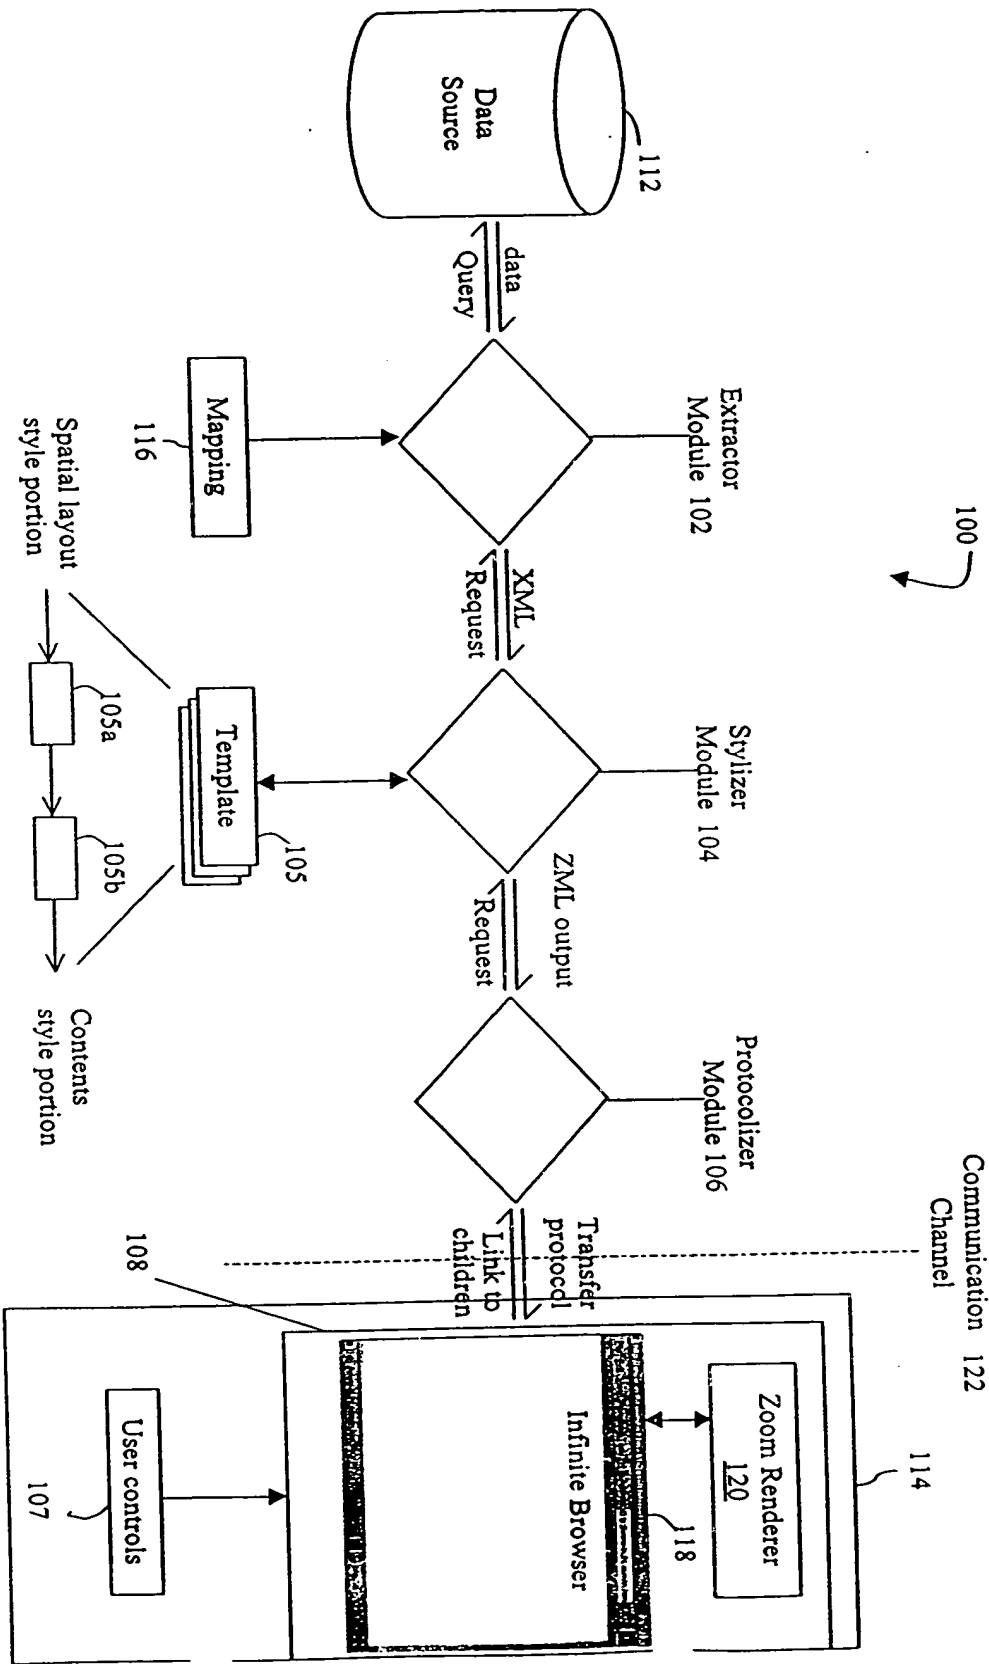 100
Communication 122
Channel
Extractor
Module 102
Stylizer
Module 104
Protocolizer
Module 106
114
Zoom Renderer
120
118
112
Data
Source
data
Query
XML
Request
ZML output
Request
Transfer
protocol
Link to
children
Infinite Browser
108
Mapping
116
Template
105
User controls
107
Spatial layout
style portion
105a
105b
Contents
style portion